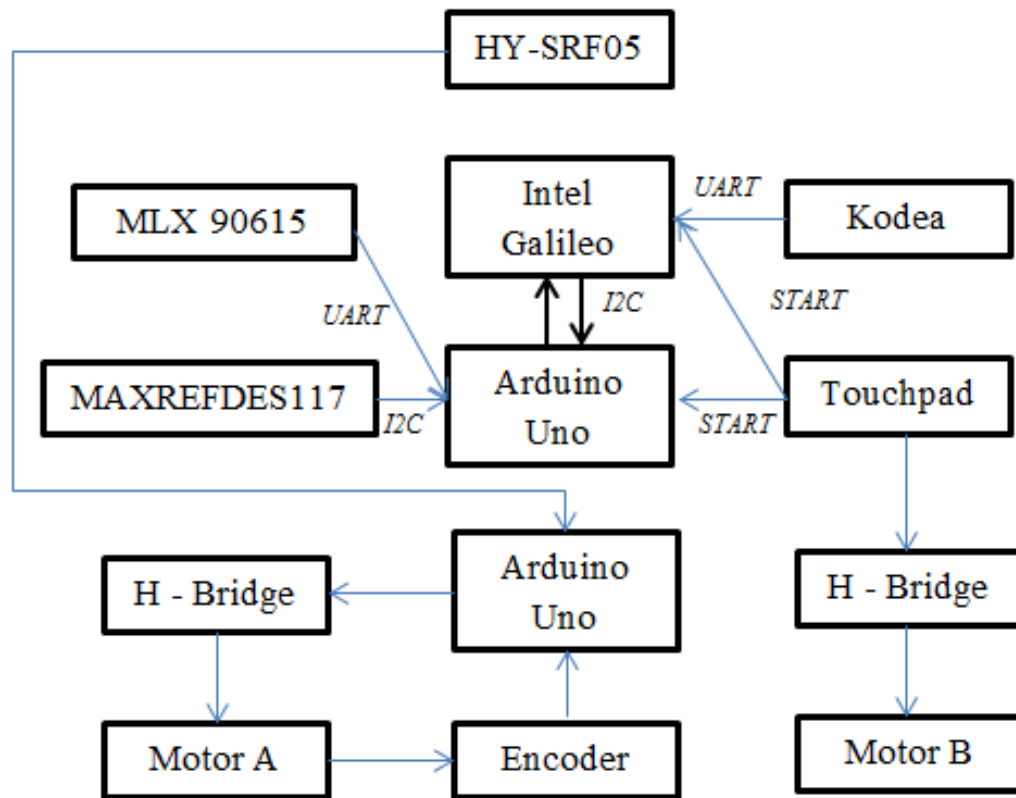 HY-SRF05
Intel
Galileo
UART
Kodea
MLX 90615
UART
I2C
START
MAXREFDES117
I2C
Arduino
Uno
START
Touchpad
Arduino
Uno
H - Bridge
H - Bridge
Motor A
Encoder
Motor B